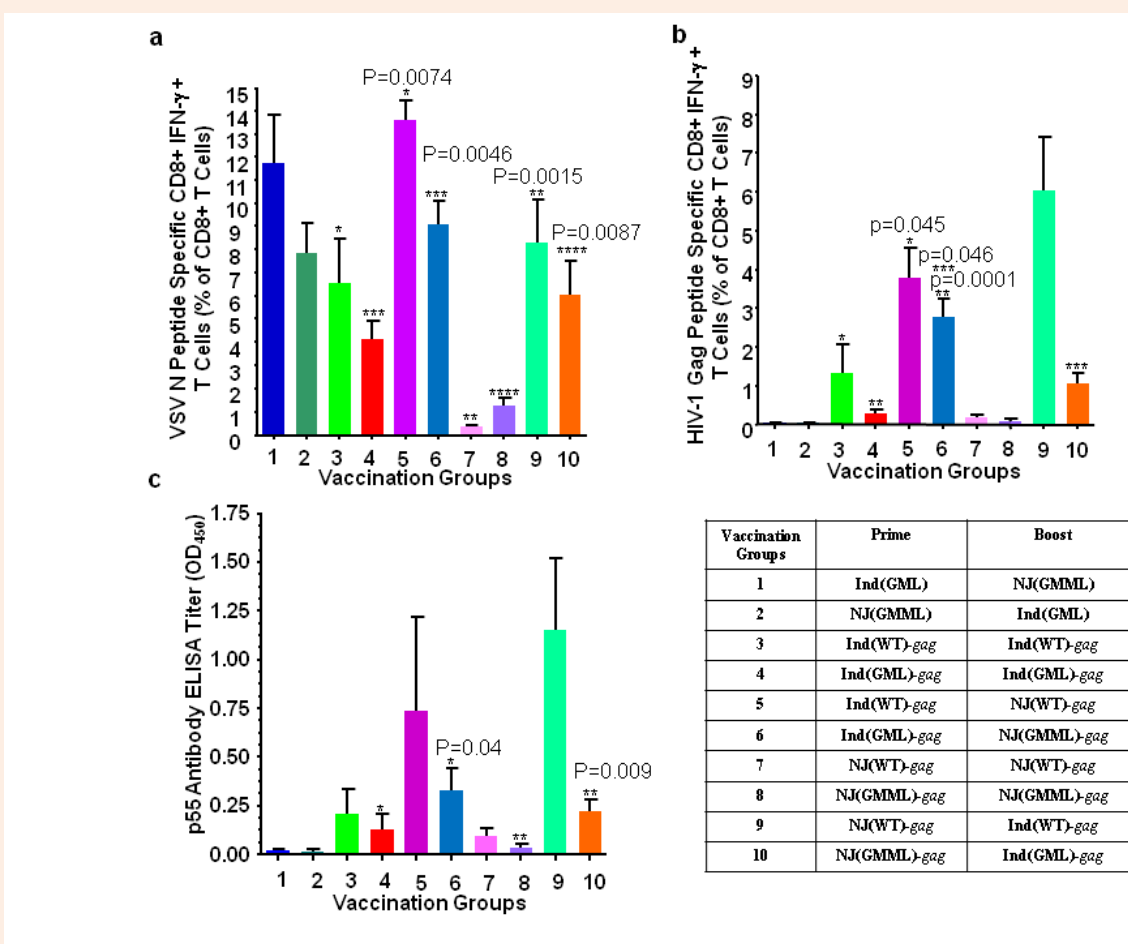 a
VSV N Peptide Specific CD8+ IFN-γ +
T Cells (% of CD8+ T Cells)
15
14
13
12
11
10
9
8
7
6
5
4
3
2
1
0
P=0.0074
*
P=0.0046
***
P=0.0015
**
P=0.0087
****
*
***
**
****
1 2 3 4 5 6 7 8 9 10
Vaccination Groups
b
HIV-1 Gag Peptide Specific CD8+ IFN-γ +
T Cells (% of CD8+ T Cells)
9
8
7
6
5
4
3
2
1
0
p=0.045
*
p=0.046
***
p=0.0001
**
*
**
***
1 2 3 4 5 6 7 8 9 10
Vaccination Groups
c
p55 Antibody ELISA Titer (OD450)
1.75
1.50
1.25
1.00
0.75
0.50
0.25
0.00
P=0.04
*
P=0.009
**
*
**
1 2 3 4 5 6 7 8 9 10
Vaccination Groups
Vaccination Groups Prime Boost
1 Ind(GML) NJ(GMML)
2 NJ(GMML) Ind(GML)
3 Ind(WT)-gag Ind(WT)-gag
4 Ind(GML)-gag Ind(GML)-gag
5 Ind(WT)-gag NJ(WT)-gag
6 Ind(GML)-gag NJ(GMML)-gag
7 NJ(WT)-gag NJ(WT)-gag
8 NJ(GMML)-gag NJ(GMML)-gag
9 NJ(WT)-gag Ind(WT)-gag
10 NJ(GMML)-gag Ind(GML)-gag